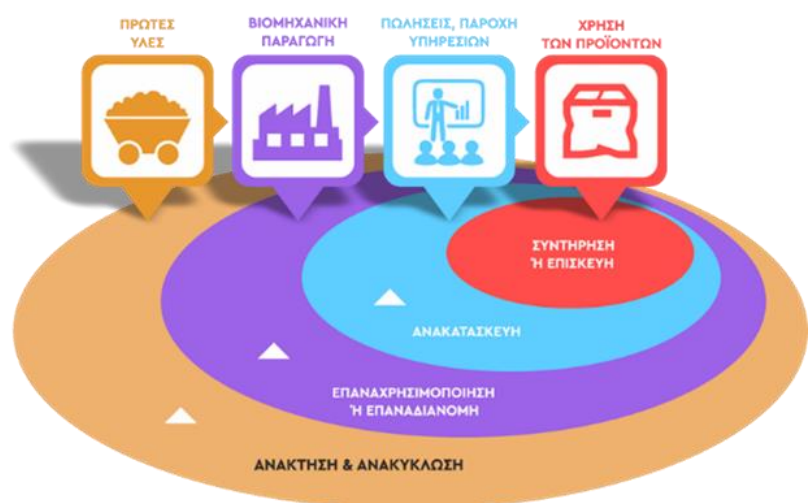 ΠΡΩΤΕΣ
ΥΛΕΣ
ΒΙΟΜΗΧΑΝΙΚΗ
ΠΑΡΑΓΩΓΗ
ΠΩΛΗΣΕΙΣ, ΠΑΡΟΧΗ
ΥΠΗΡΕΣΙΩΝ
ΧΡΗΣΗ
ΤΩΝ ΠΡΟΪΟΝΤΩΝ
ΣΥΝΤΗΡΗΣΗ
Ή ΕΠΙΣΚΕΥΗ
ΑΝΑΚΑΤΑΣΚΕΥΗ
ΕΠΑΝΑΧΡΗΣΙΜΟΠΟΙΗΣΗ
Ή ΕΠΑΝΑΔΙΑΝΟΜΗ
ΑΝΑΚΤΗΣΗ & ΑΝΑΚΥΚΛΩΣΗ